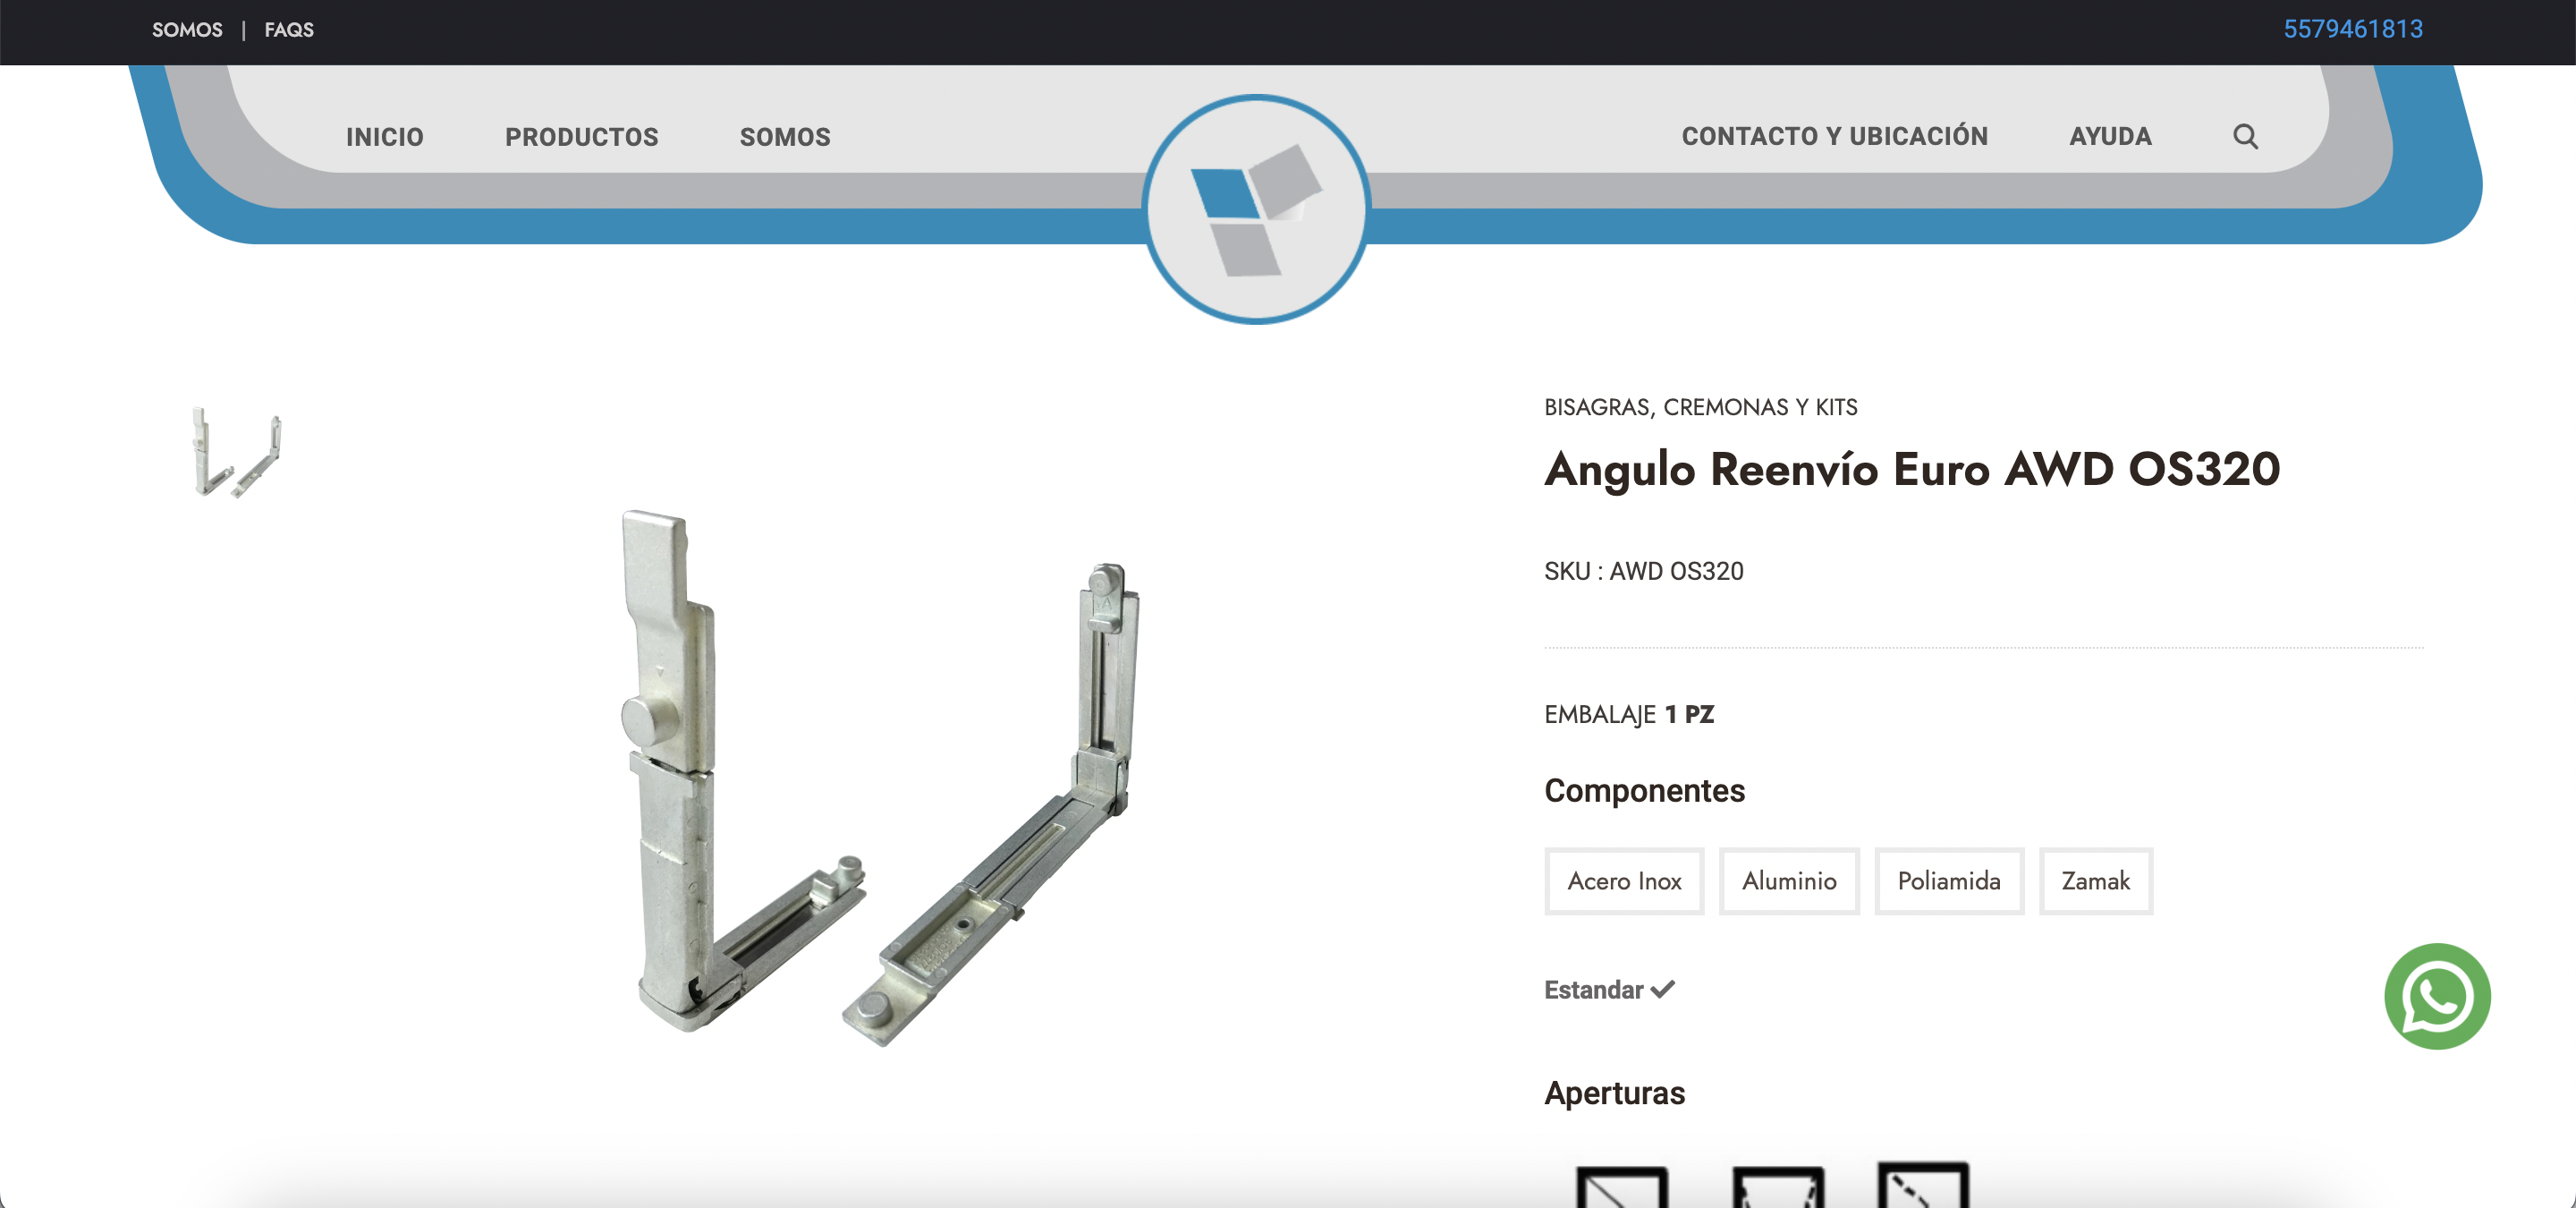 SOMOS | FAQS
5579461813
INICIO PRODUCTOS SOMOS
CONTACTO Y UBICACIÓN AYUDA
BISAGRAS, CREMONAS Y KITS
Angulo Reenvío Euro AWD OS320
SKU : AWD OS320
EMBALAJE 1 PZ
Componentes
Acero Inox Aluminio Poliamida Zamak
Estandar
Aperturas